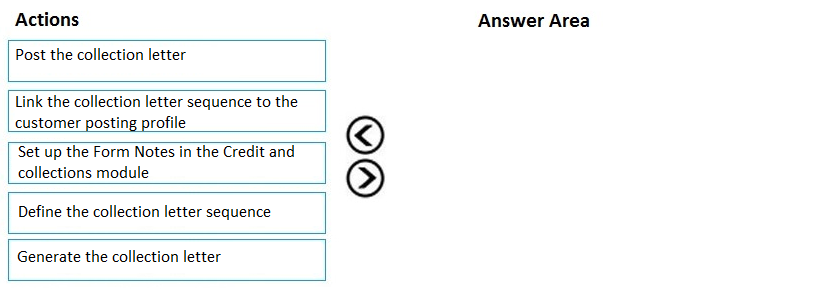 Actions
Answer Area
Post the collection letter
Link the collection letter sequence to the
customer posting profile
Set up the Form Notes in the Credit and
collections module
Define the collection letter sequence
Generate the collection letter